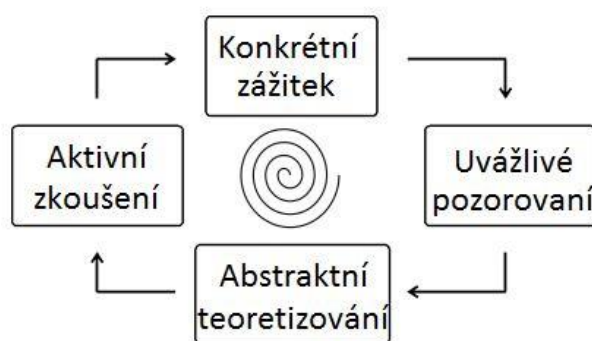 Konkrétní
zážitek
Uvážlivé
pozorovaní
Abstraktní
teoretizování
Aktivní
zkoušení